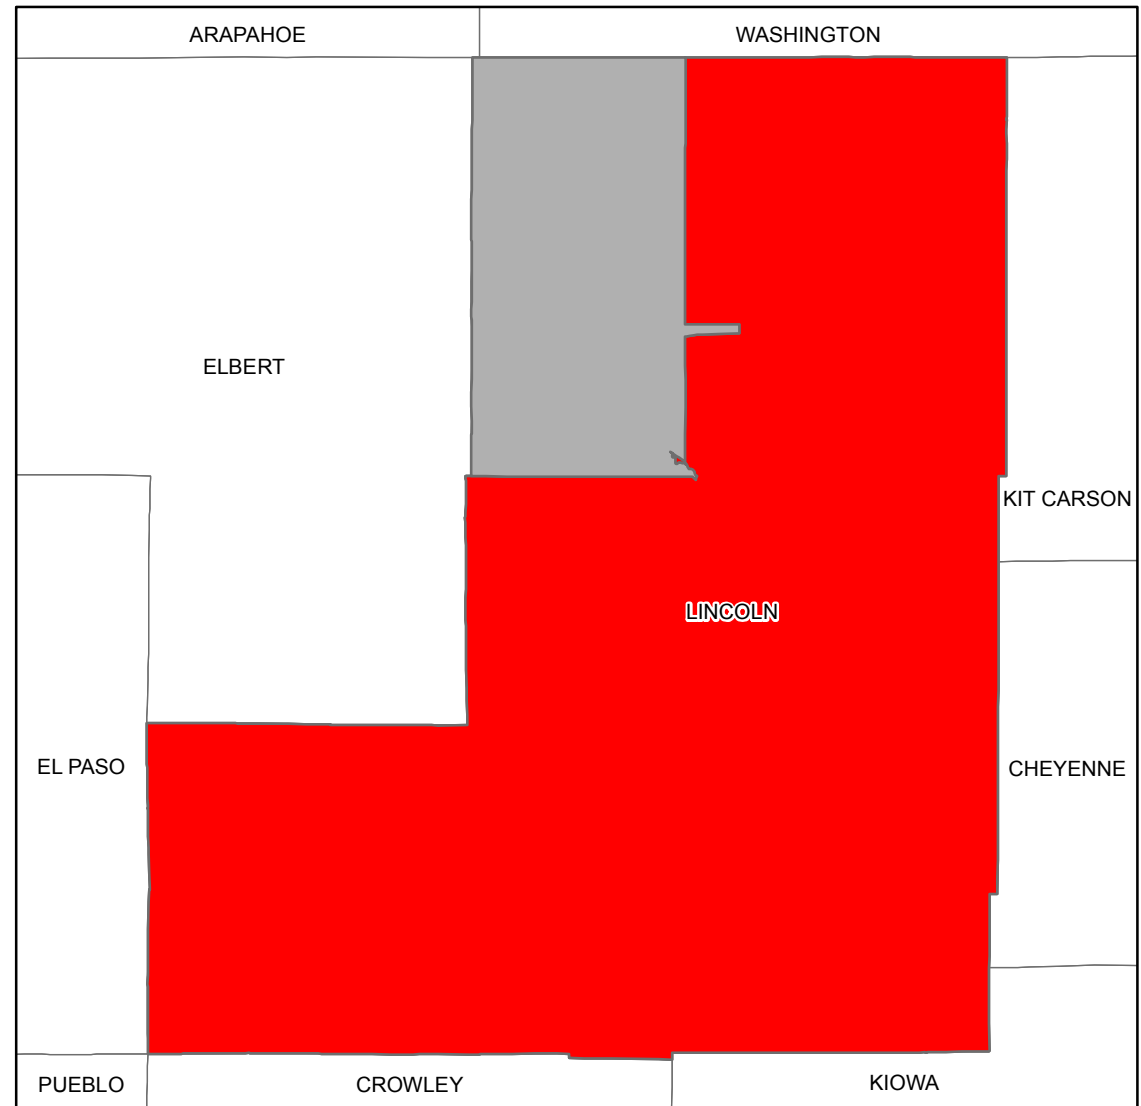 ARAPAHOE
WASHINGTON
ELBERT
KIT CARSON
LINCOLN
EL PASO
CHEYENNE
PUEBLO
CROWLEY
KIOWA